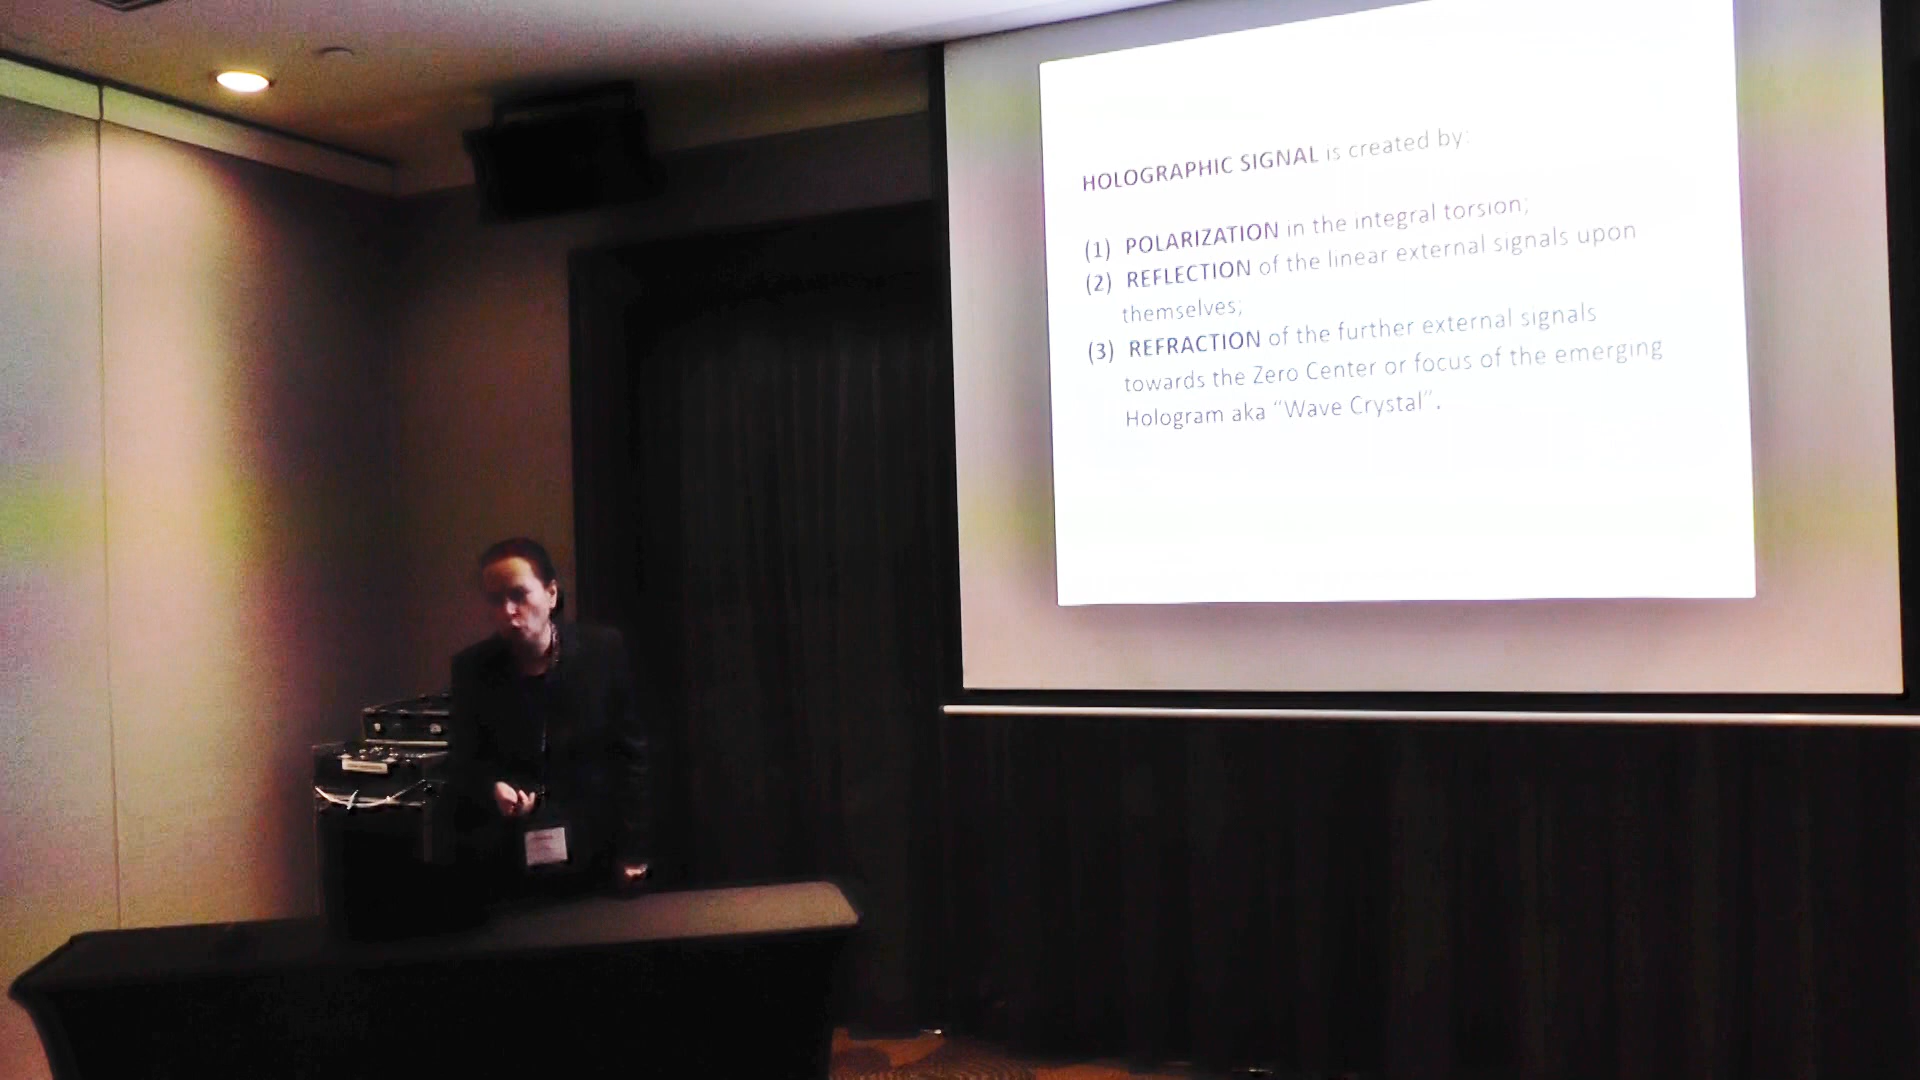 HOLOGRAPHIC SIGNAL is created by:
(1) POLARIZATION in the integral torsion;
(2) REFLECTION of the linear external signals upon
themselves;
(3) REFRACTION of the further external signals
towards the Zero Center or focus of the emerging
Hologram aka “Wave Crystal”.